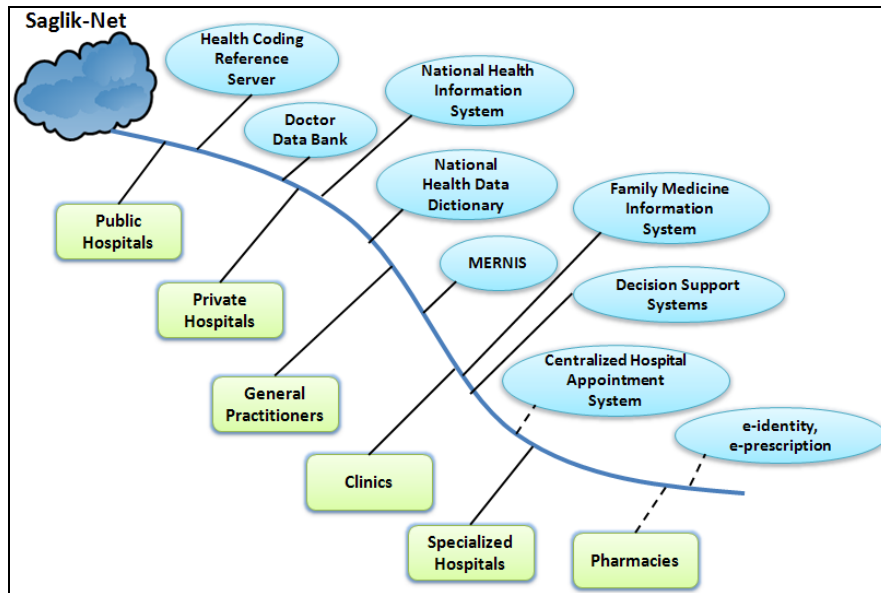 Saglik-Net
Health Coding
Reference
Server
National Health
Information
System
Doctor
Data Bank
National
Health Data
Dictionary
Family Medicine
Information
System
Public
Hospitals
MERNIS
Private
Hospitals
Decision Support
Systems
General
Practitioners
Centralized Hospital
Appointment
System
e-identity,
e-prescription
Clinics
Specialized
Hospitals
Pharmacies